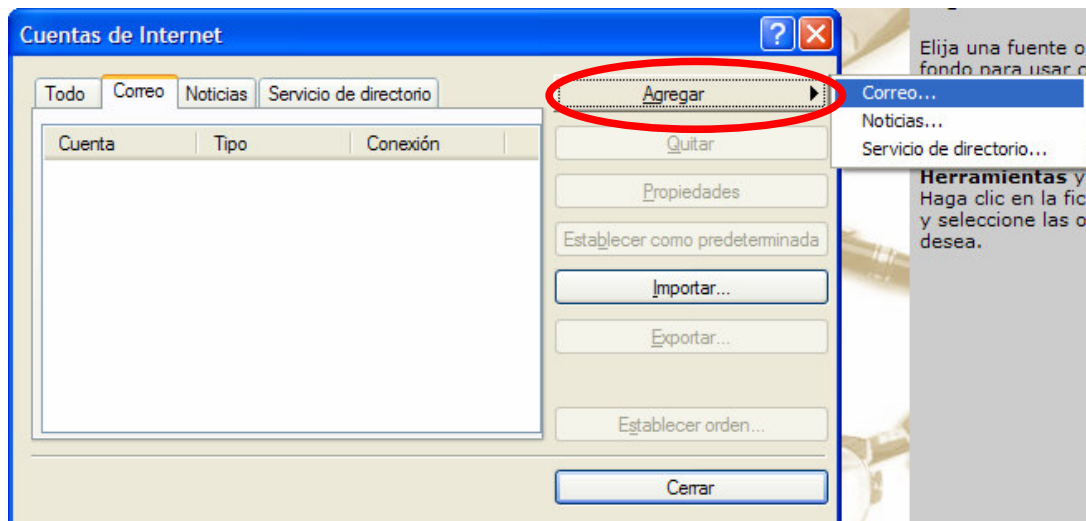 Cuentas de Internet
Todo Correo Noticias Servicio de directorio
Cuenta Tipo Conexión
Agregar
Quitar
Propiedades
Establecer como predeterminada
Importar...
Exportar...
Establecer orden...
Cerrar
Correo...
Noticias...
Servicio de directorio...
Elija una fuente o
fondo para usar
Herramientas y
Haga clic en la fic
y seleccione las o
desea.